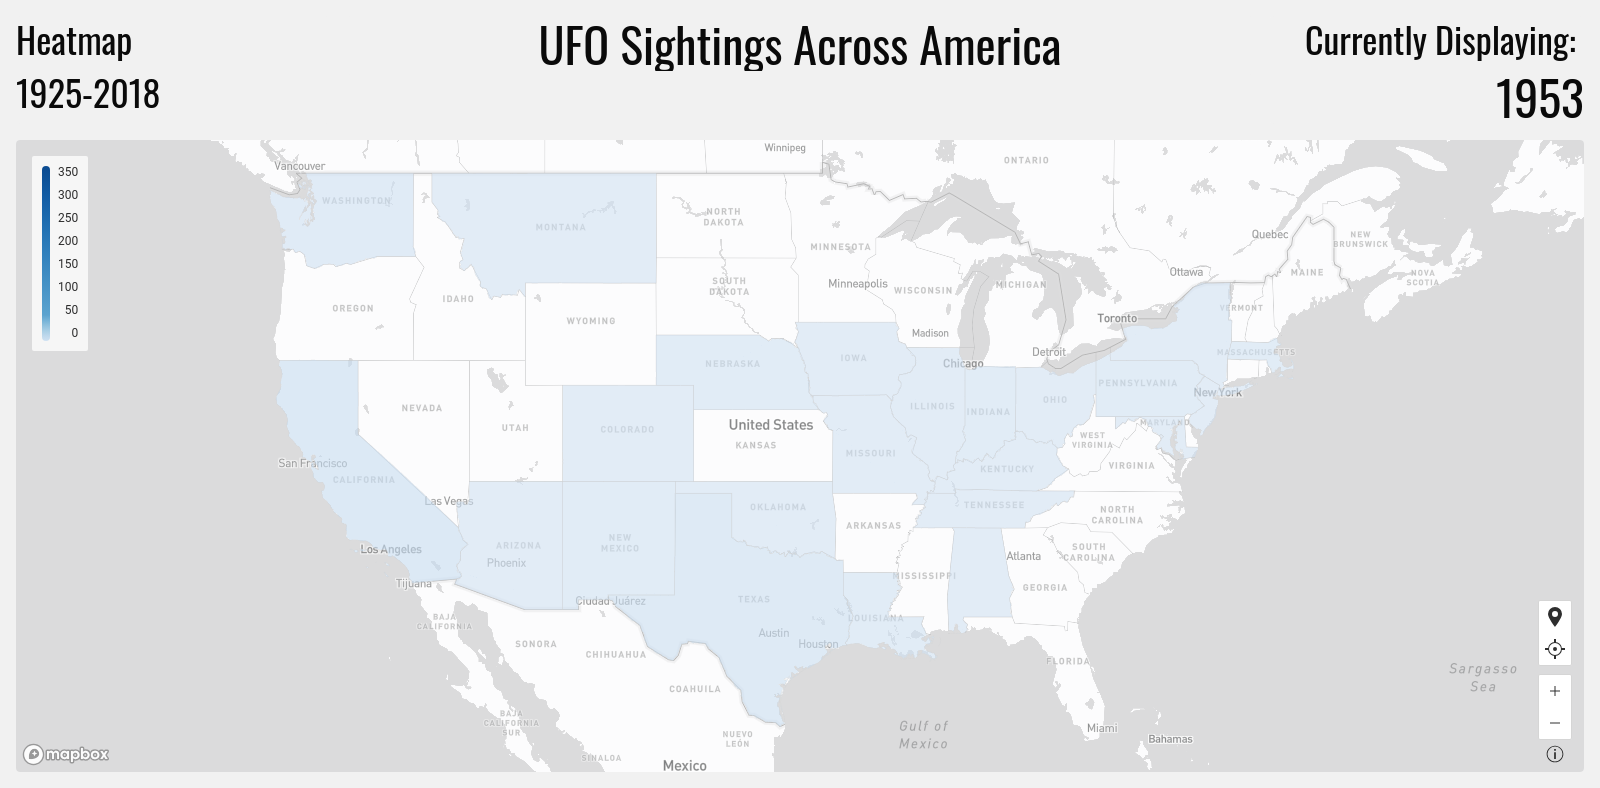 Heatmap
1925-2018
UFO Sightings Across America
Currently Displaying:
1953
350
300
250
200
150
100
50
0
Vancouver
Winnipeg
ONTARIO
WASHINGTON
MONTANA
NORTH
DAKOTA
MINNESOTA
Quebec
NEW
BRUNSWICK
Ottawa
MAINE
NOVA
SCOTIA
OREGON
IDAHO
SOUTH
DAKOTA
Minneapolis
WISCONSIN
MICHIGAN
WYOMING
Madison
Toronto
VERMONT
Detroit
MASSACHUSETTS
NEBRASKA
IOWA
Chicago
PENNSYLVANIA
New York
NEVADA
UTAH
COLORADO
United States
KANSAS
ILLINOIS
INDIANA
OHIO
MARYLAND
WEST
VIRGINIA
VIRGINIA
San Francisco
CALIFORNIA
MISSOURI
KENTUCKY
Las Vegas
OKLAHOMA
TENNESSEE
NORTH
CAROLINA
ARKANSAS
Los Angeles
ARIZONA
Phoenix
NEW
MEXICO
Atlanta
SOUTH
CAROLINA
Tijuana
MISSISSIPPI
GEORGIA
Ciudad Juárez
TEXAS
BAJA
CALIFORNIA
LOUISIANA
Austin
Houston
SONORA
CHIHUAHUA
FLORIDA
Sargasso
Sea
COAHUILA
BAJA
CALIFORNIA
SUR
Gulf of
Mexico
Miami
Bahamas
NUEVO
LEÓN
SINALOA
Mexico
mapbox
+
−